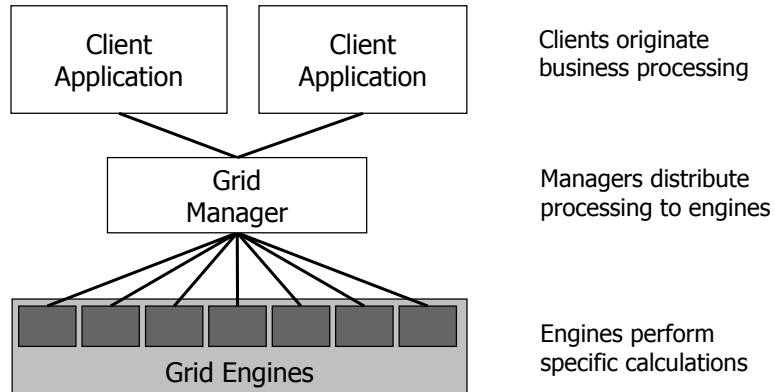 Client
Application
Client
Application
Clients originate
business processing
Grid
Manager
Managers distribute
processing to engines
Grid Engines
Engines perform
specific calculations